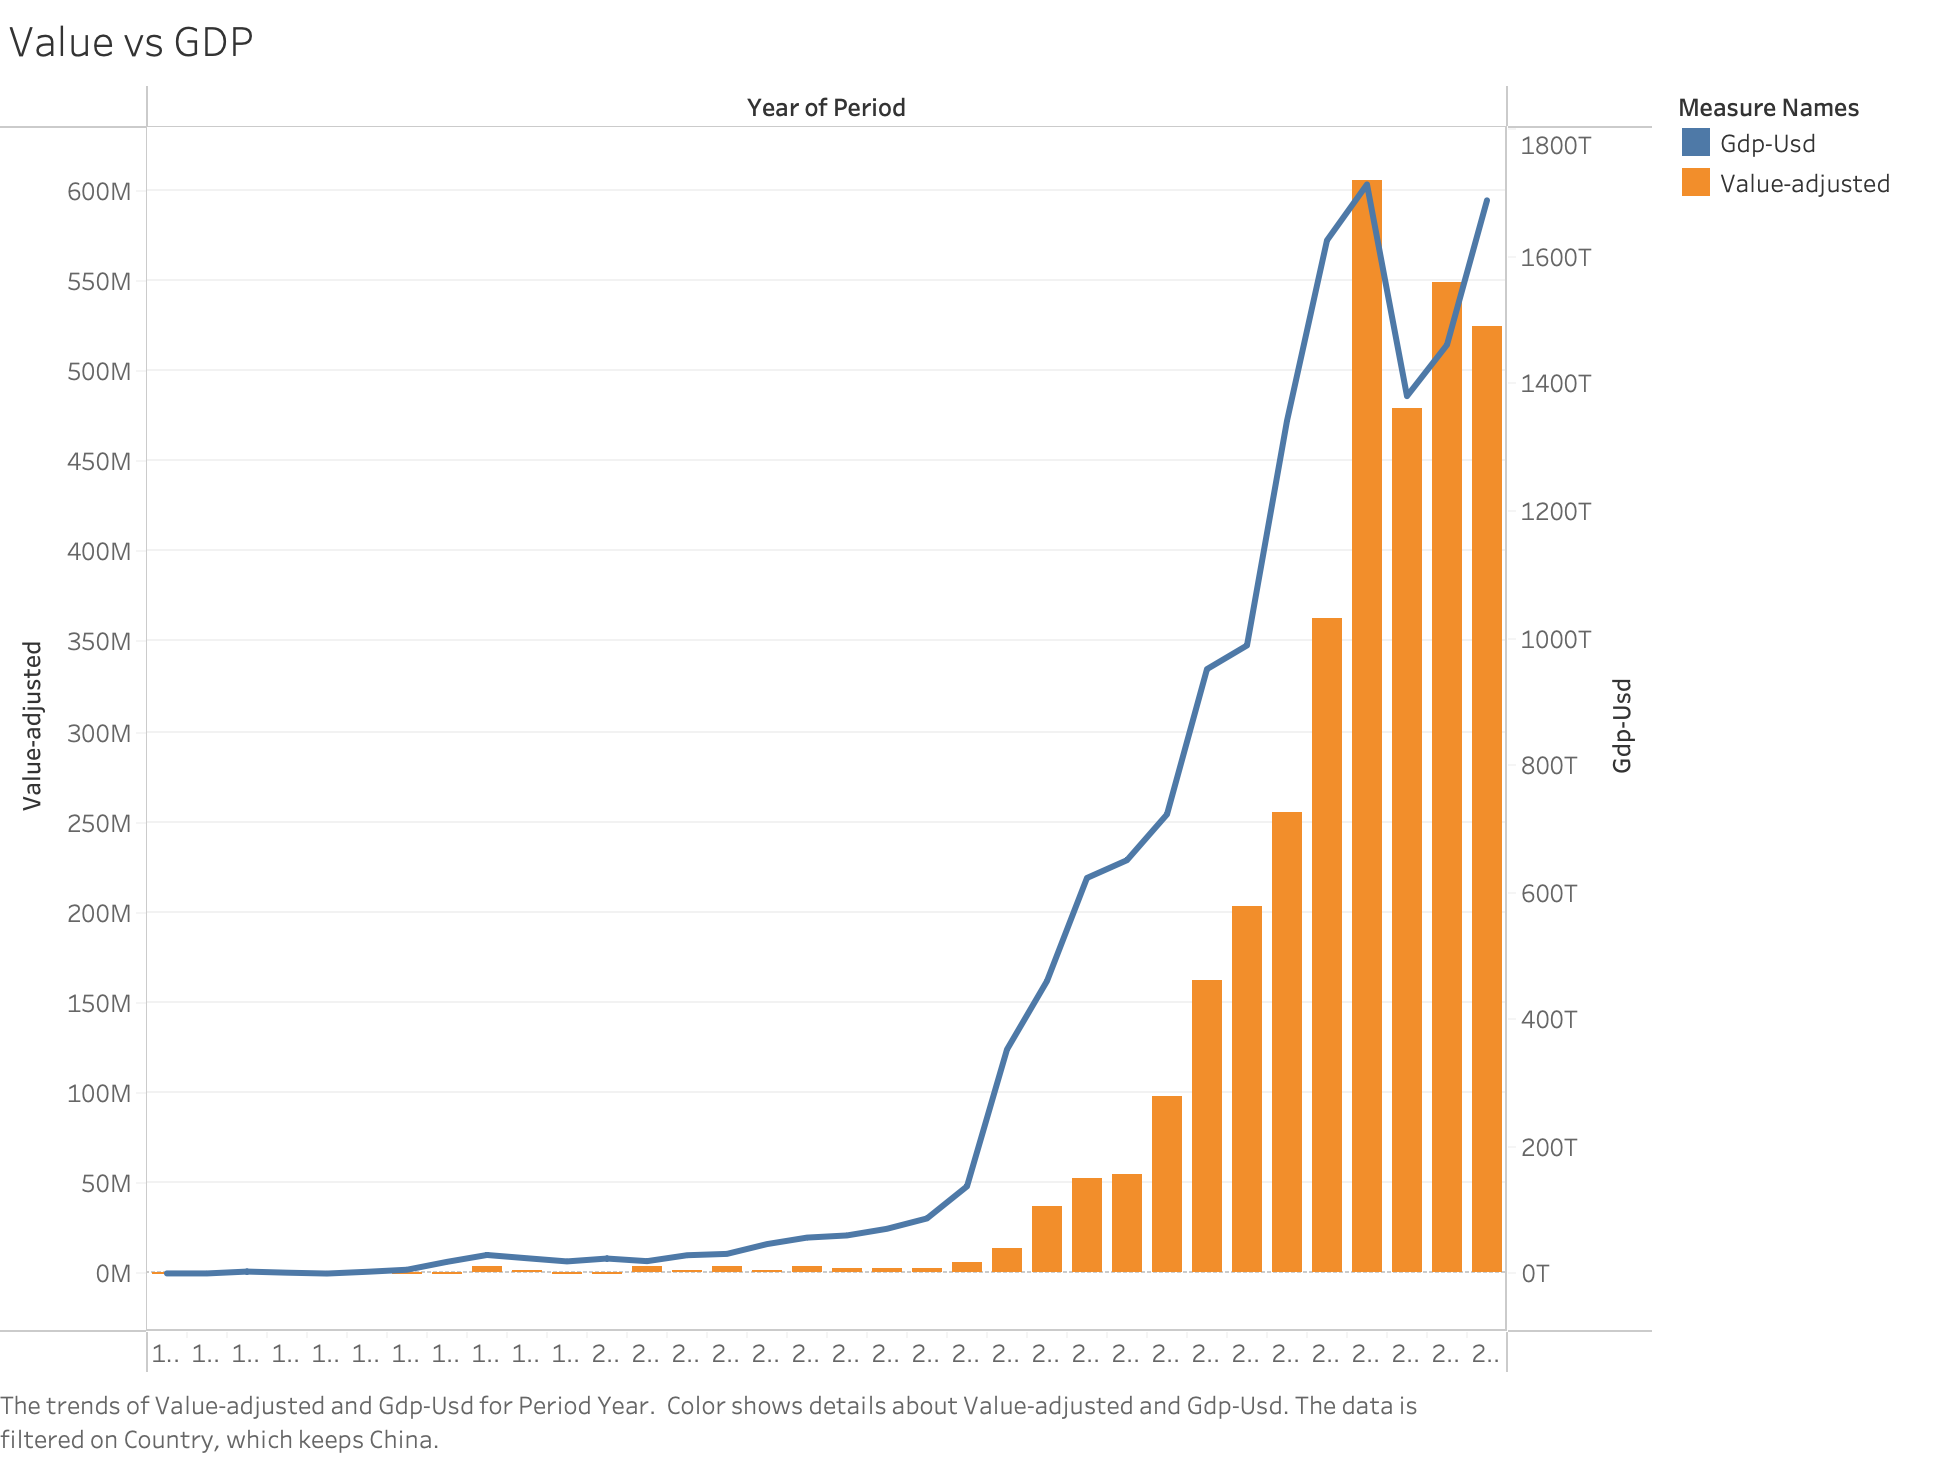 Value vs GDP
Year of Period
Measure Names
Gdp-Usd
Value-adjusted
600M
550M
500M
450M
400M
350M
300M
250M
200M
150M
100M
50M
0M
Value-adjusted
1800T
1600T
1400T
1200T
1000T
800T
600T
400T
200T
0T
Gdp-Usd
1.. 1.. 1.. 1.. 1.. 1.. 1.. 1.. 1.. 1.. 1.. 2.. 2.. 2.. 2.. 2.. 2.. 2.. 2.. 2.. 2.. 2.. 2.. 2.. 2.. 2.. 2.. 2.. 2.. 2.. 2.. 2.. 2.. 2..
The trends of Value-adjusted and Gdp-Usd for Period Year.  Color shows details about Value-adjusted and Gdp-Usd. The data is
filtered on Country, which keeps China.